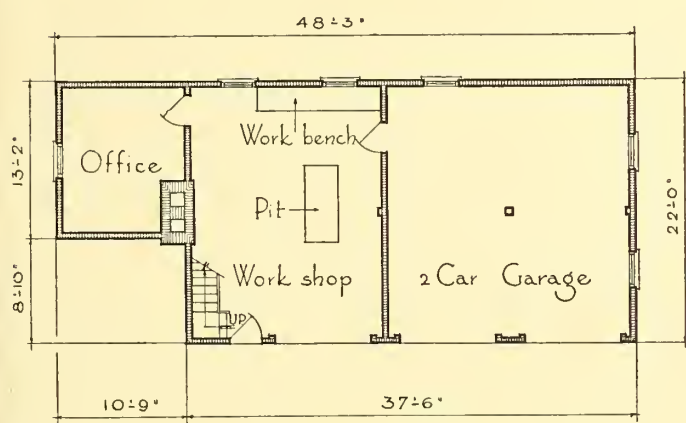 48'-3"
Work bench
Office
13'-2"
Pit
22'-0"
8'-10"
Work shop
2 Car Garage
UP
10'-9"
37'-6"